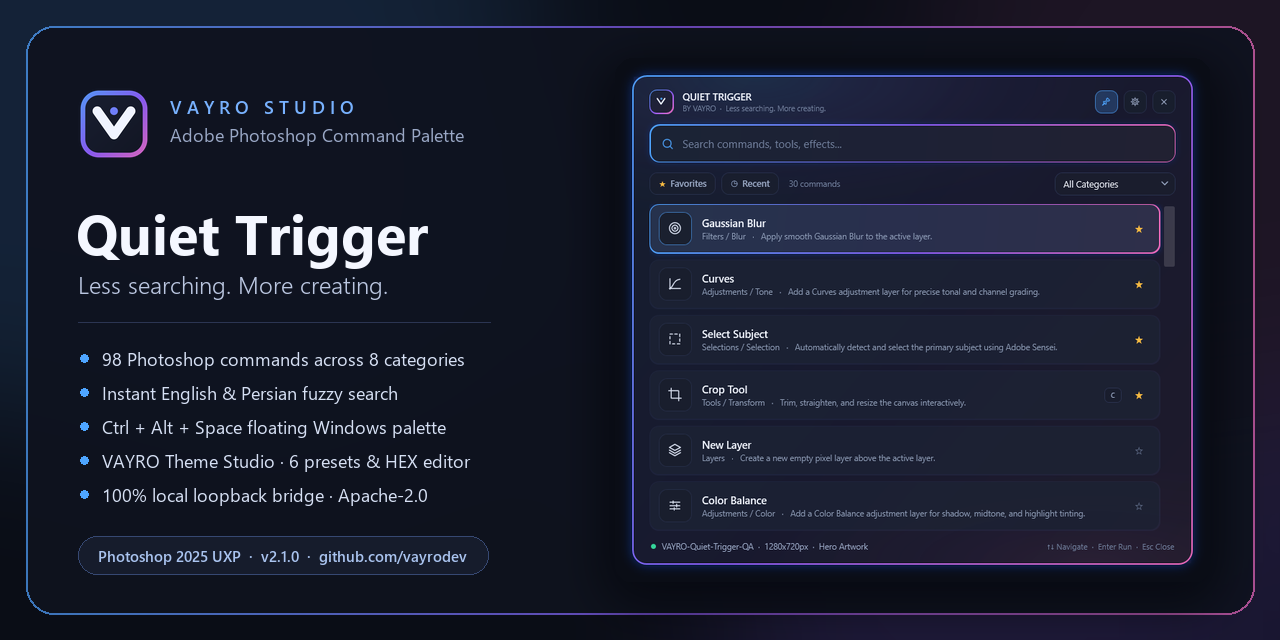 VAYRO STUDIO
Adobe Photoshop Command Palette
Quiet Trigger
Less searching. More creating.
98 Photoshop commands across 8 categories
Instant English & Persian fuzzy search
Ctrl + Alt + Space floating Windows palette
VAYRO Theme Studio · 6 presets & HEX editor
100% local loopback bridge · Apache-2.0
Photoshop 2025 UXP · v2.1.0 · github.com/vayrodev
QUIET TRIGGER
BY VAYRO · Less searching. More creating.
Search commands, tools, effects...
★ Favorites Recent 30 commands All Categories
Gaussian Blur
Filters / Blur · Apply smooth Gaussian Blur to the active layer.
Curves
Adjustments / Tone · Add a Curves adjustment layer for precise tonal and channel grading.
Select Subject
Selections / Selection · Automatically detect and select the primary subject using Adobe Sensei.
Crop Tool
Tools / Transform · Trim, straighten, and resize the canvas interactively.
C
New Layer
Layers · Create a new empty pixel layer above the active layer.
Color Balance
Adjustments / Color · Add a Color Balance adjustment layer for shadow, midtone, and highlight tinting.
VAYRO-Quiet-Trigger-QA · 1280x720px · Hero Artwork
↑↓ Navigate · Enter Run · Esc Close